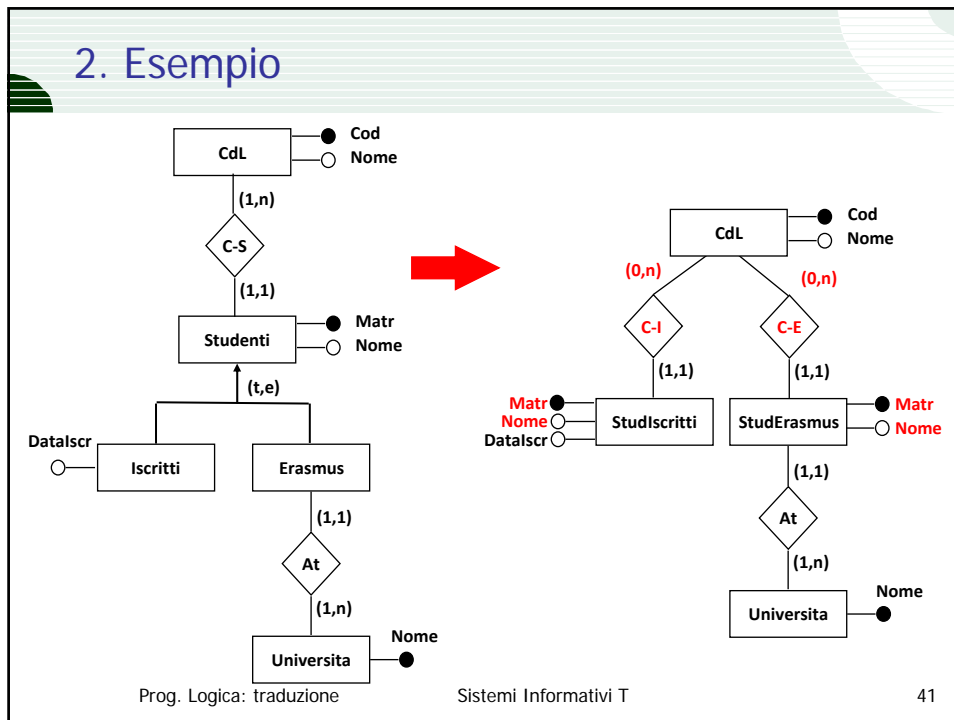 2. Esempio
CdL
Cod
Nome
(1,n)
C-S
(1,1)
Studenti
Matr
Nome
(t,e)
DataIscr
Iscritti
Erasmus
(1,1)
At
(1,n)
Universita
Nome
CdL
Cod
Nome
(0,n)
(0,n)
C-I
C-E
(1,1)
(1,1)
Matr
Nome
DataIscr
StudIscritti
StudErasmus
Matr
Nome
(1,1)
At
(1,n)
Universita
Nome
Prog. Logica: traduzione
Sistemi Informativi T
41